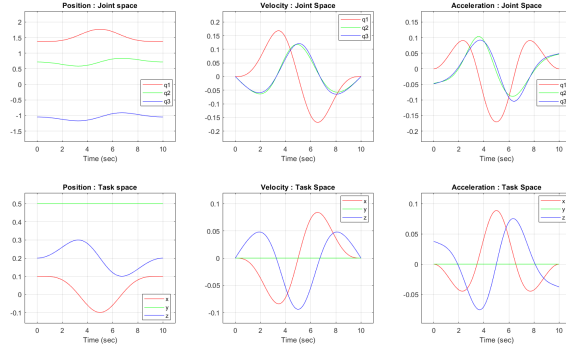 Position : Joint space
1.5
1
0.5
0
-0.5
-1
-1.5
0 2 4 6 8 10
Time (sec)
q1
q2
q3
Velocity : Joint Space
0.2
0.15
0.1
0.05
0
-0.05
-0.1
-0.15
-0.2
0 2 4 6 8 10
Time (sec)
q1
q2
q3
Acceleration : Joint Space
0.15
0.1
0.05
0
-0.05
-0.1
-0.15
-0.2
0 2 4 6 8 10
Time (sec)
q1
q2
q3
Position : Task space
0.5
0.4
0.3
0.2
0.1
0
-0.1
0 2 4 6 8 10
Time (sec)
x
y
z
Velocity : Task Space
0.1
0.05
0
-0.05
-0.1
0 2 4 6 8 10
Time (sec)
x
y
z
Acceleration : Task Space
0.05
0
-0.05
0 2 4 6 8 10
Time (sec)
x
y
z